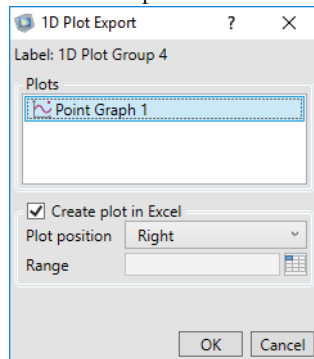 1D Plot Export ? ×
Label: 1D Plot Group 4
Plots
Point Graph 1
Create plot in Excel
Plot position Right
Range
OK Cancel